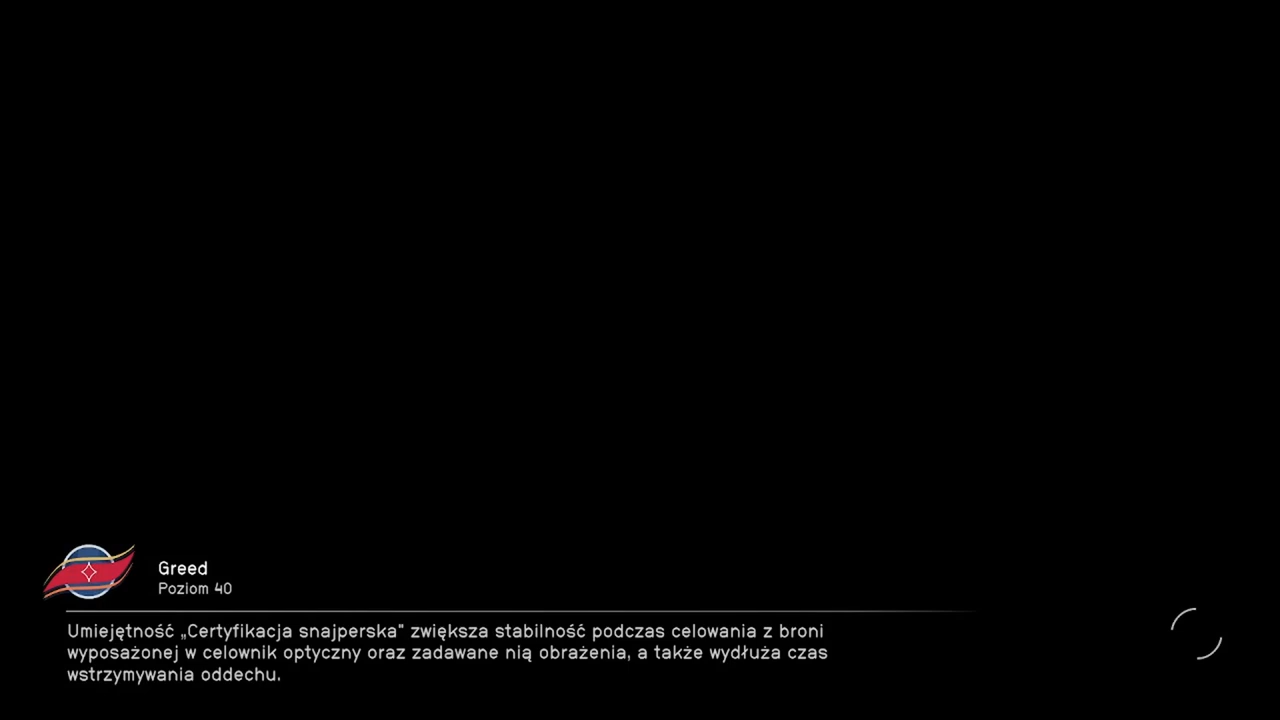 Greed
Poziom 40
Umiejętność „Certyfikacja snajperska" zwiększa stabilność podczas celowania z broni
wyposażonej w celownik optyczny oraz zadawane nią obrażenia, a także wydłuża czas
wstrzymywania oddechu.